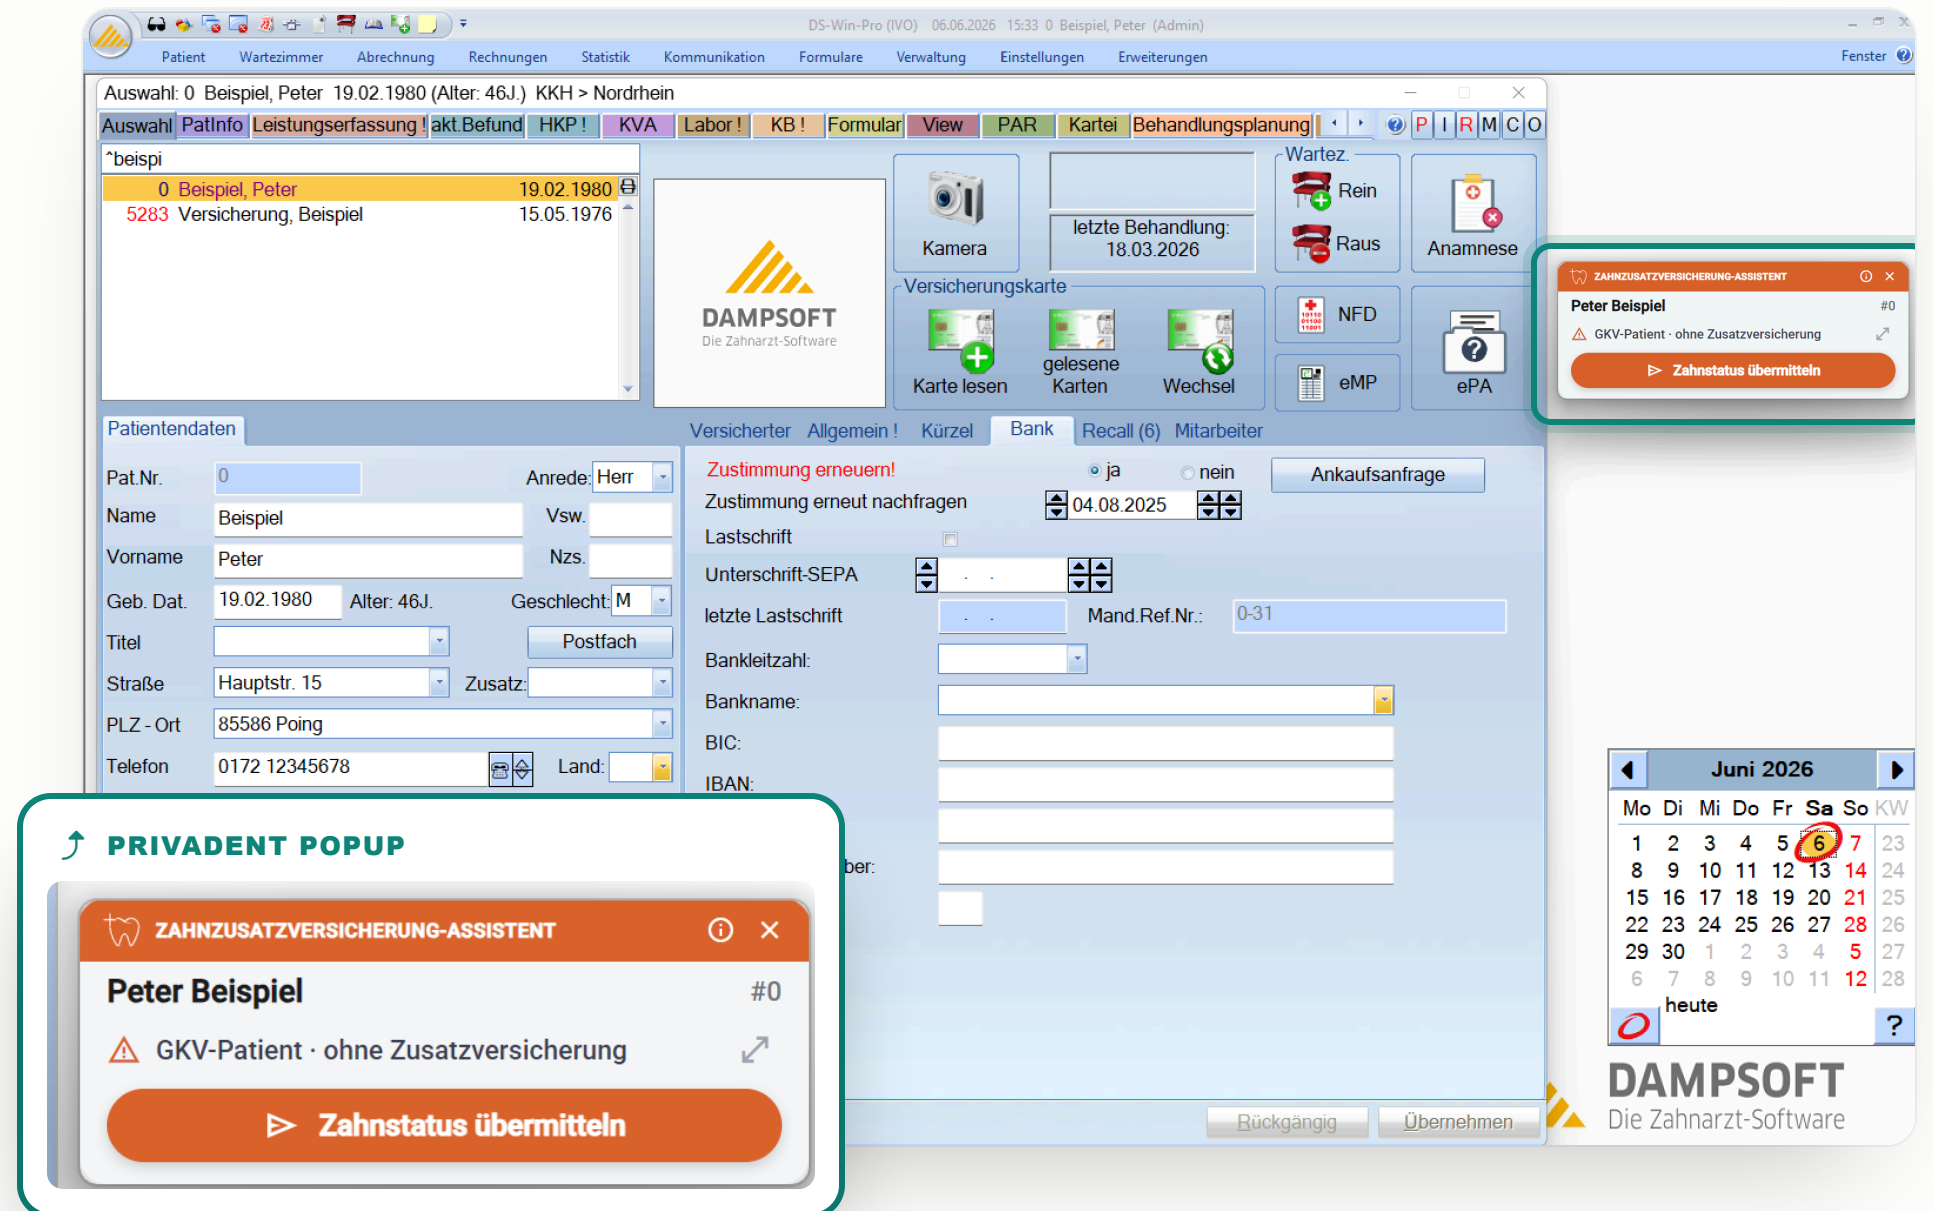 DS-Win-Pro (IVO) 06.06.2026 15:33 0 Beispiel, Peter (Admin)
Patient Wartezimmer Abrechnung Rechnungen Statistik Kommunikation Formulare Verwaltung Einstellungen Erweiterungen Fenster ?
Auswahl: 0 Beispiel, Peter 19.02.1980 (Alter: 46J.) KKH > Nordrhein
Auswahl PatInfo Leistungserfassung ! akt.Befund HKP ! KVA Labor ! KB ! Formular View PAR Kartei Behandlungsplanung ? P I R M C O
^beispi
0 Beispiel, Peter 19.02.1980
5283 Versicherung, Beispiel 15.05.1976
DAMPSOFT
Die Zahnarzt-Software
Kamera
letzte Behandlung:
18.03.2026
Wartez.
Rein
Raus
Anamnese
Versicherungskarte
Karte lesen
gelesene
Karten
Wechsel
NFD
eMP
ePA
ZAHNZUSATZVERSICHERUNG-ASSISTENT
Peter Beispiel #0
GKV-Patient · ohne Zusatzversicherung
Zahnstatus übermitteln
Patientendaten
Pat.Nr. 0 Anrede: Herr
Name Beispiel Vsw.
Vorname Peter Nzs.
Geb. Dat. 19.02.1980 Alter: 46J. Geschlecht: M
Titel Postfach
Straße Hauptstr. 15 Zusatz:
PLZ - Ort 85586 Poing
Telefon 0172 12345678 Land:
Versicherter Allgemein ! Kürzel Bank Recall (6) Mitarbeiter
Zustimmung erneuern! ja nein Ankaufsanfrage
Zustimmung erneut nachfragen 04.08.2025
Lastschrift
Unterschrift-SEPA . .
letzte Lastschrift . . Mand.Ref.Nr.: 0-31
Bankleitzahl:
Bankname:
BIC:
IBAN:
ber:
Rückgängig Übernehmen
Juni 2026
Mo Di Mi Do Fr Sa So KW
1 2 3 4 5 6 7 23
8 9 10 11 12 13 14 24
15 16 17 18 19 20 21 25
22 23 24 25 26 27 28 26
29 30 1 2 3 4 5 27
6 7 8 9 10 11 12 28
heute
?
DAMPSOFT
Die Zahnarzt-Software
PRIVADENT POPUP
ZAHNZUSATZVERSICHERUNG-ASSISTENT
Peter Beispiel #0
GKV-Patient · ohne Zusatzversicherung
Zahnstatus übermitteln